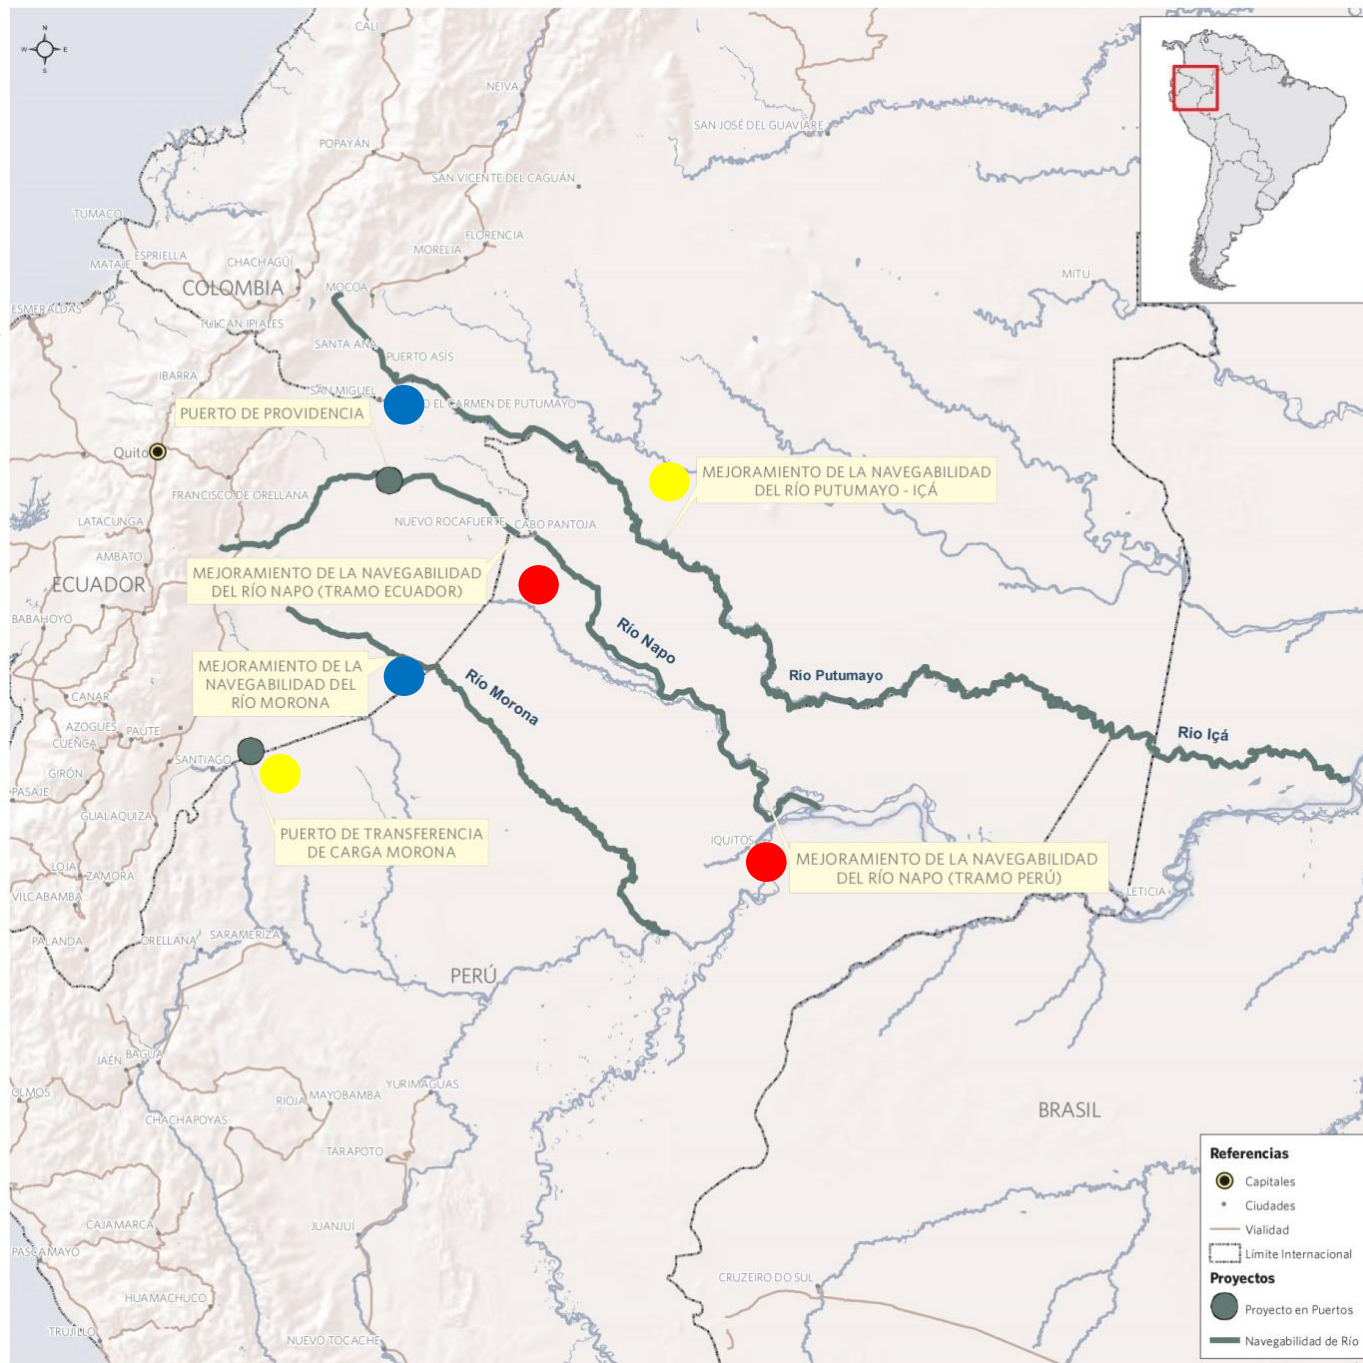 N
W
E
S
CALI
NEIVA
SAN JOSÉ DEL GUAVIARE
POPAYÁN
SAN VICENTE DEL CAGUÁN
TUMACO
FLORENCIA
MORELIA
ESPRIELLA
MATAJE
CHACHAGÜÍ
MITU
COLOMBIA
MOCOA
ESMERALDAS
TULCAN IPIALES
SANTA ANA
PUERTO ASÍS
IBARRA
SAN MIGUEL
O EL CARMEN DE PUTUMAYO
PUERTO DE PROVIDENCIA
Quito
MEJORAMIENTO DE LA NAVEGABILIDAD
DEL RÍO PUTUMAYO - IÇÁ
FRANCISCO DE ORELLANA
LATACUNGA
NUEVO ROCAFUERTE
CABO PANTOJA
AMBATO
MEJORAMIENTO DE LA NAVEGABILIDAD
DEL RÍO NAPO (TRAMO ECUADOR)
ECUADOR
BABAHOYO
Río Napo
MEJORAMIENTO DE LA
NAVEGABILIDAD DEL
RÍO MORONA
Río Morona
Río Putumayo
CAÑAR
AZOGUES
PAUTE
CUENCA
Rio Içá
SANTIAGO
GIRÓN
PASAJE
GUALAQUIZA
PUERTO DE TRANSFERENCIA
DE CARGA MORONA
IQUITOS
MEJORAMIENTO DE LA NAVEGABILIDAD
DEL RÍO NAPO (TRAMO PERÚ)
LOJA
ZAMORA
VILCABAMBA
LETICIA
PALANDA
ORELLANA
SARAMERIZA
PERÚ
JAÉN
BAGUA
OLMOS
RIOJA
MAYOBAMBA
YURIMAGUAS
CHACHAPOYAS
BRASIL
TARAPOTO
CAJAMARCA
JUANJUÍ
PASCAMAYO
HUAMACHUCO
CRUZEIRO DO SUL
TRUJILLO
NUEVO TOCACHE
Referencias
Capitales
Ciudades
Vialidad
Límite Internacional
Proyectos
Proyecto en Puertos
Navegabilidad de Río